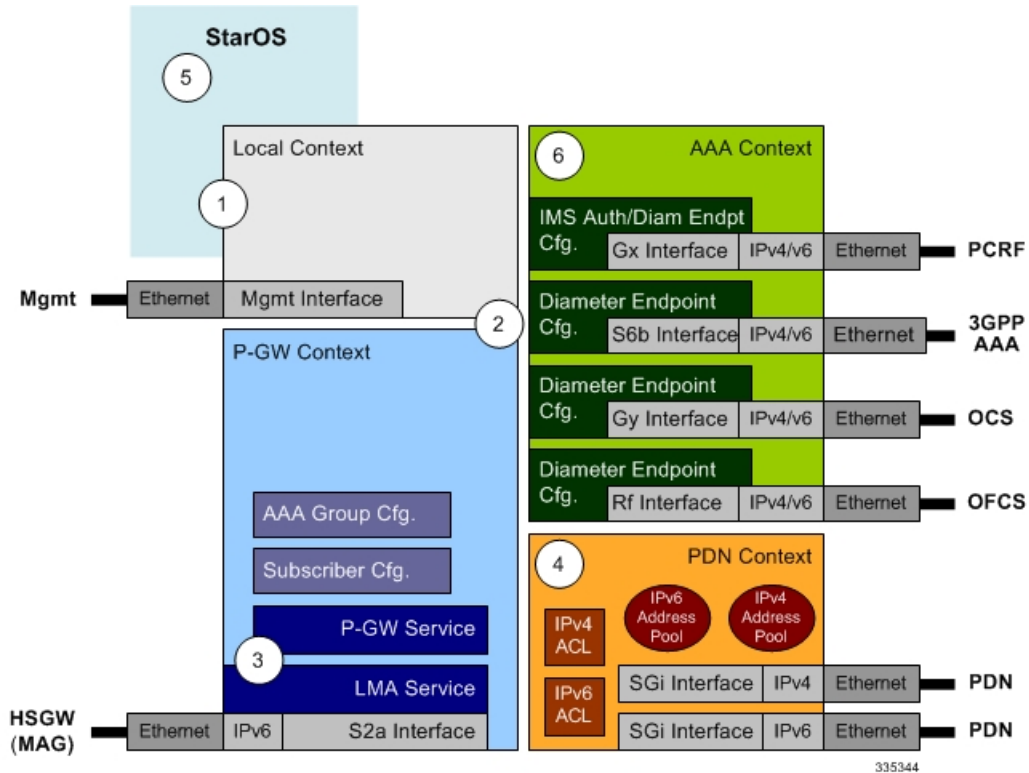 StarOS
5
Local Context
1
Mgmt
Ethernet
Mgmt Interface
2
P-GW Context
AAA Group Cfg.
Subscriber Cfg.
P-GW Service
3
LMA Service
HSGW
(MAG)
Ethernet
IPv6
S2a Interface
6
AAA Context
IMS Auth/Diam Endpt
Cfg.
Gx Interface
IPv4/v6
Ethernet
PCRF
Diameter Endpoint
Cfg.
S6b Interface
IPv4/v6
Ethernet
3GPP
AAA
Diameter Endpoint
Cfg.
Gy Interface
IPv4/v6
Ethernet
OCS
Diameter Endpoint
Cfg.
Rf Interface
IPv4/v6
Ethernet
OFCS
4
PDN Context
IPv6
Address
Pool
IPv4
Address
Pool
IPv4
ACL
SGi Interface
IPv4
Ethernet
PDN
IPv6
ACL
SGi Interface
IPv6
Ethernet
PDN
335344